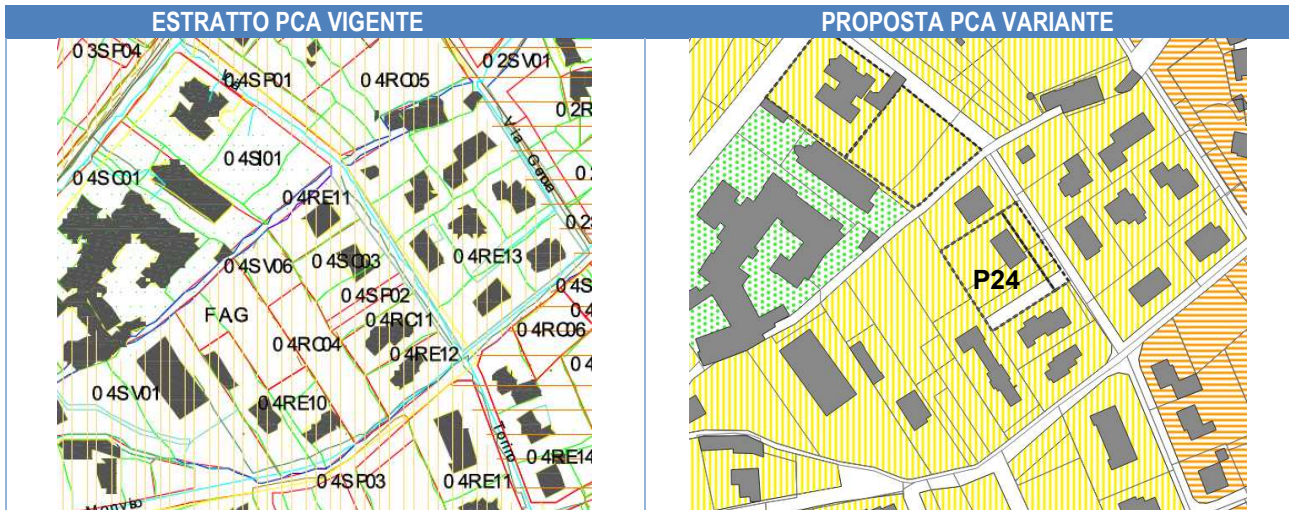 ESTRATTO PCA VIGENTE
PROPOSTA PCA VARIANTE
0 3SP04
0 4SP01
0 4RC05
0 2SV01
0 4SI01
Via Genova
0 4SC01
0 4RE11
0 4SV06
0 4SC03
0 4RE13
0 4SP02
FAG
0 4RC11
0 4RC04
0 4RC06
0 4RE12
0 4SV01
0 4RE10
Torino
0 4RE14
0 4SP03
0 4RE11
Monviso
P24